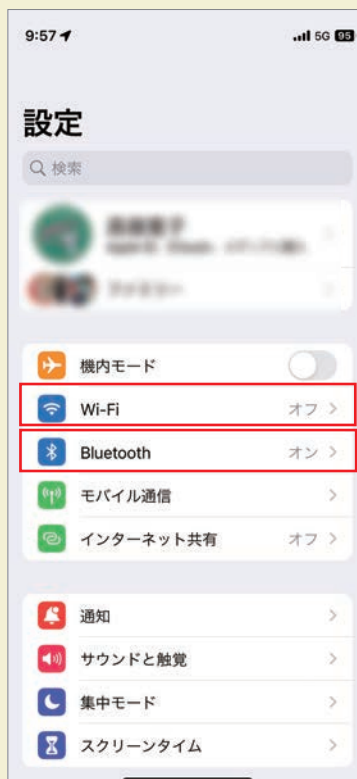 9:57
5G 95
設定
検索
機内モード
Wi-Fi オフ
Bluetooth オン
モバイル通信
インターネット共有 オフ
通知
サウンドと触覚
集中モード
スクリーンタイム